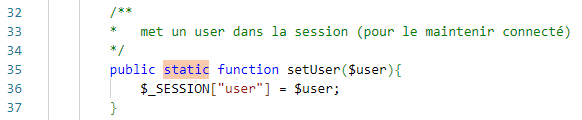 32 /**
33 * met un user dans la session (pour le maintenir connecté)
34 */
35 public static function setUser($user){
36 $_SESSION["user"] = $user;
37 }